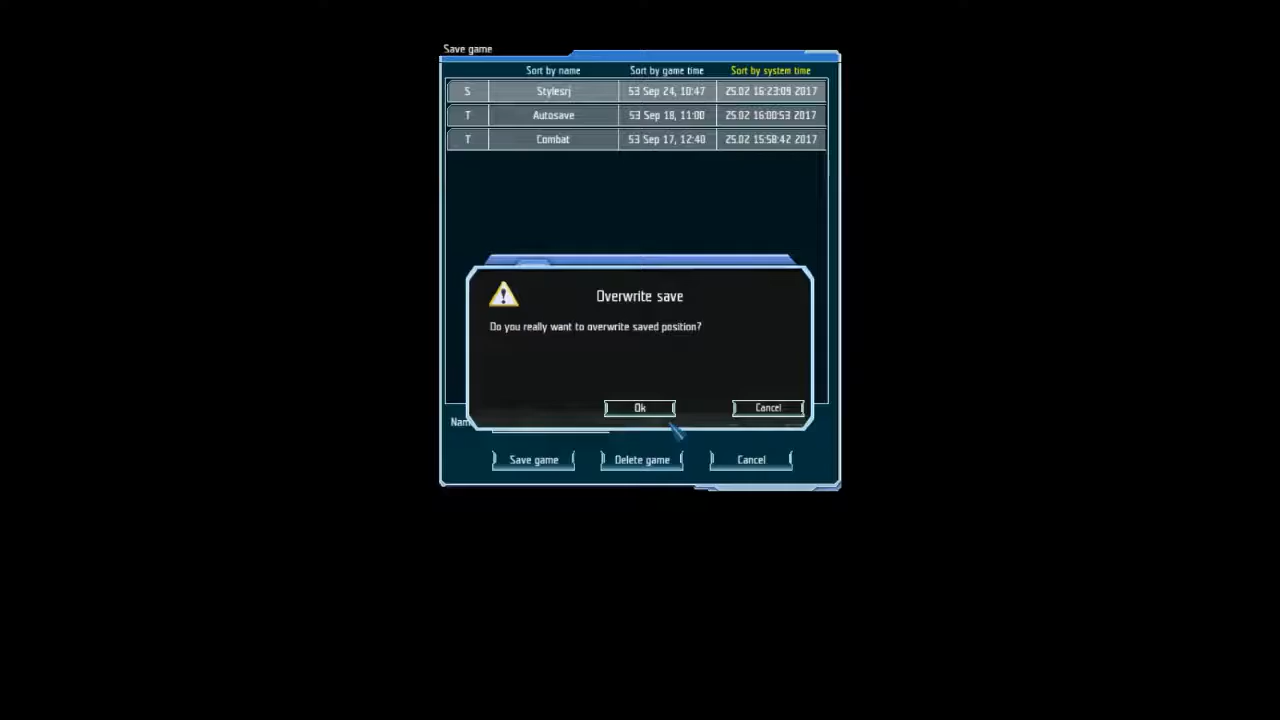 Save game
Sort by name Sort by game time Sort by system time
S Stylesrj 53 Sep 24, 10:47 25.02 16:23:09 2017
T Autosave 53 Sep 18, 11:00 25.02 16:00:53 2017
T Combat 53 Sep 17, 12:40 25.02 15:58:42 2017
Overwrite save
Do you really want to overwrite saved position?
Ok Cancel
Nam
Save game Delete game Cancel